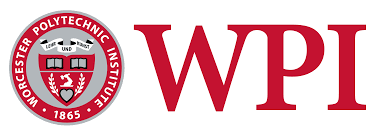 WORCESTER POLYTECHNIC INSTITUTE
LEHR UND KUNST
· 1865 ·
WPI